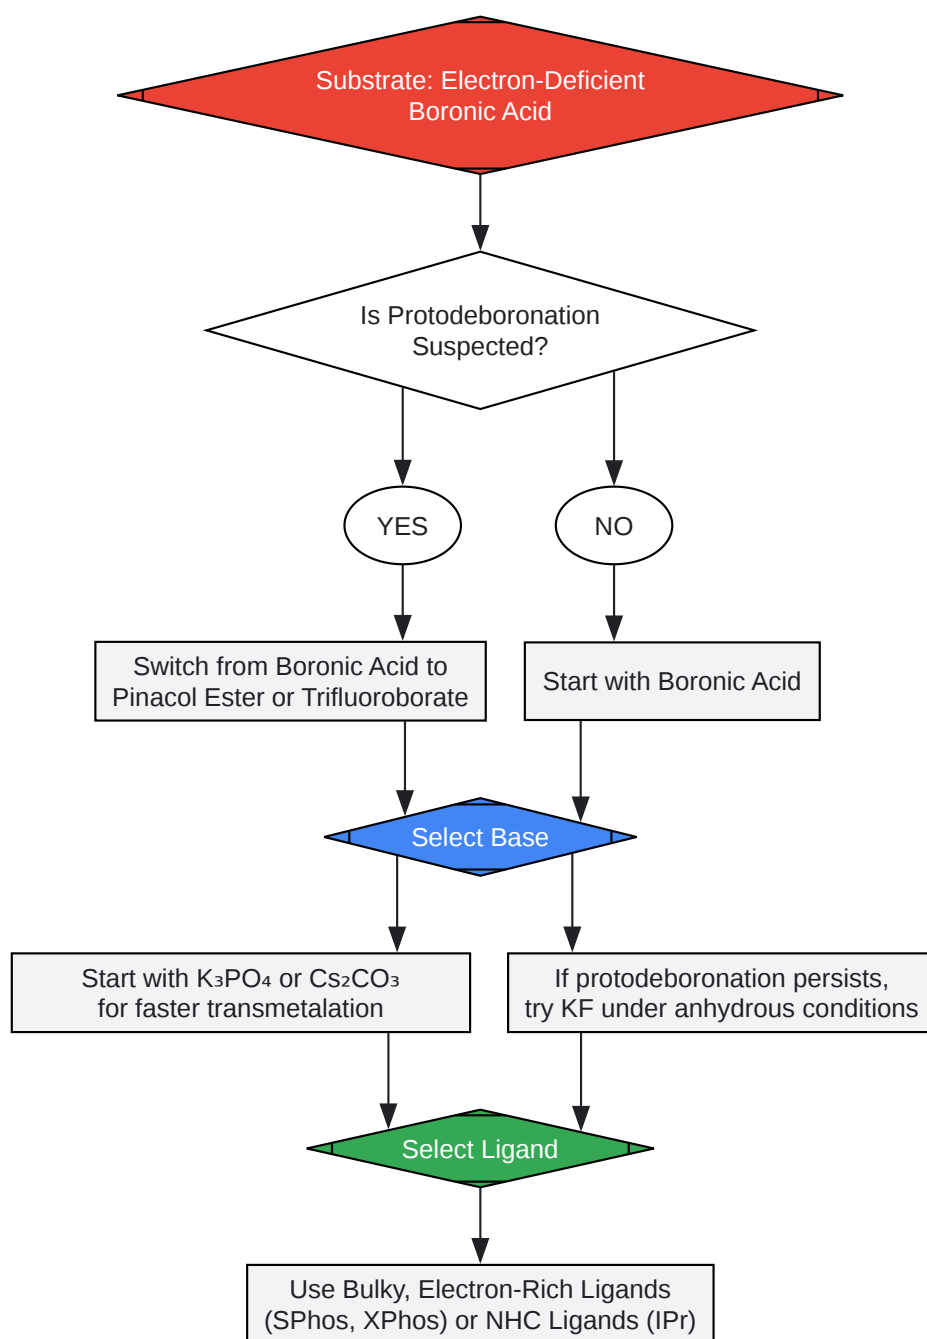 Substrate: Electron-Deficient
Boronic Acid
Is Protodeboronation
Suspected?
YES
NO
Switch from Boronic Acid to
Pinacol Ester or Trifluoroborate
Start with Boronic Acid
Select Base
Start with K₃PO₄ or Cs₂CO₃
for faster transmetalation
If protodeboronation persists,
try KF under anhydrous conditions
Select Ligand
Use Bulky, Electron-Rich Ligands
(SPhos, XPhos) or NHC Ligands (IPr)